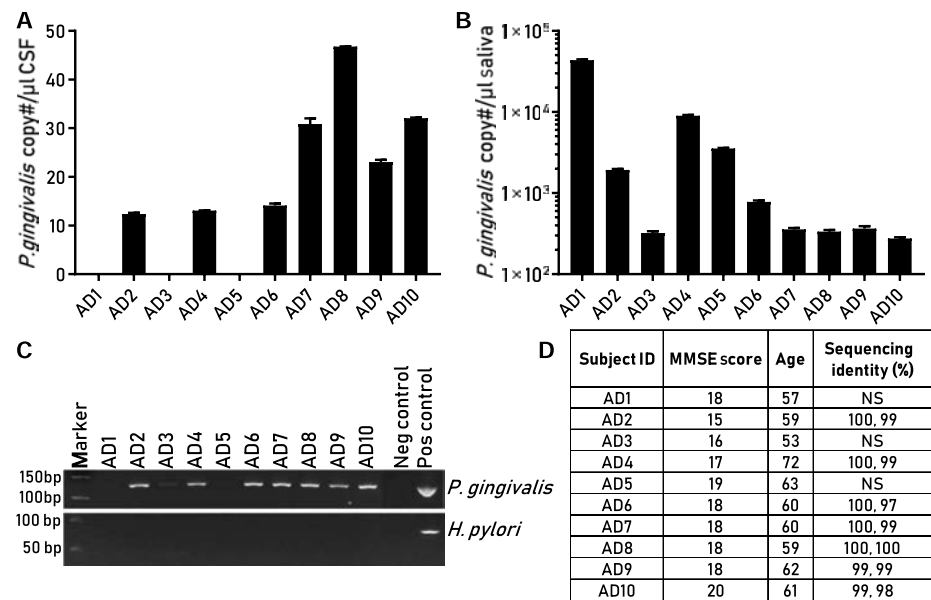 A
P.gingivalis copy#/µl CSF
50
40
30
20
10
0
AD1 AD2 AD3 AD4 AD5 AD6 AD7 AD8 AD9 AD10
B
P. gingivalis copy#/µl saliva
1×10⁵
1×10⁴
1×10³
1×10²
AD1 AD2 AD3 AD4 AD5 AD6 AD7 AD8 AD9 AD10
C
Marker AD1 AD2 AD3 AD4 AD5 AD6 AD7 AD8 AD9 AD10 Neg control Pos control
150bp
100bp
P. gingivalis
100 bp
50 bp
H. pylori
D
Subject ID MMSE score Age Sequencing identity (%)
AD1 18 57 NS
AD2 15 59 100, 99
AD3 16 53 NS
AD4 17 72 100, 99
AD5 19 63 NS
AD6 18 60 100, 97
AD7 18 60 100, 99
AD8 18 59 100, 100
AD9 18 62 99, 99
AD10 20 61 99, 98